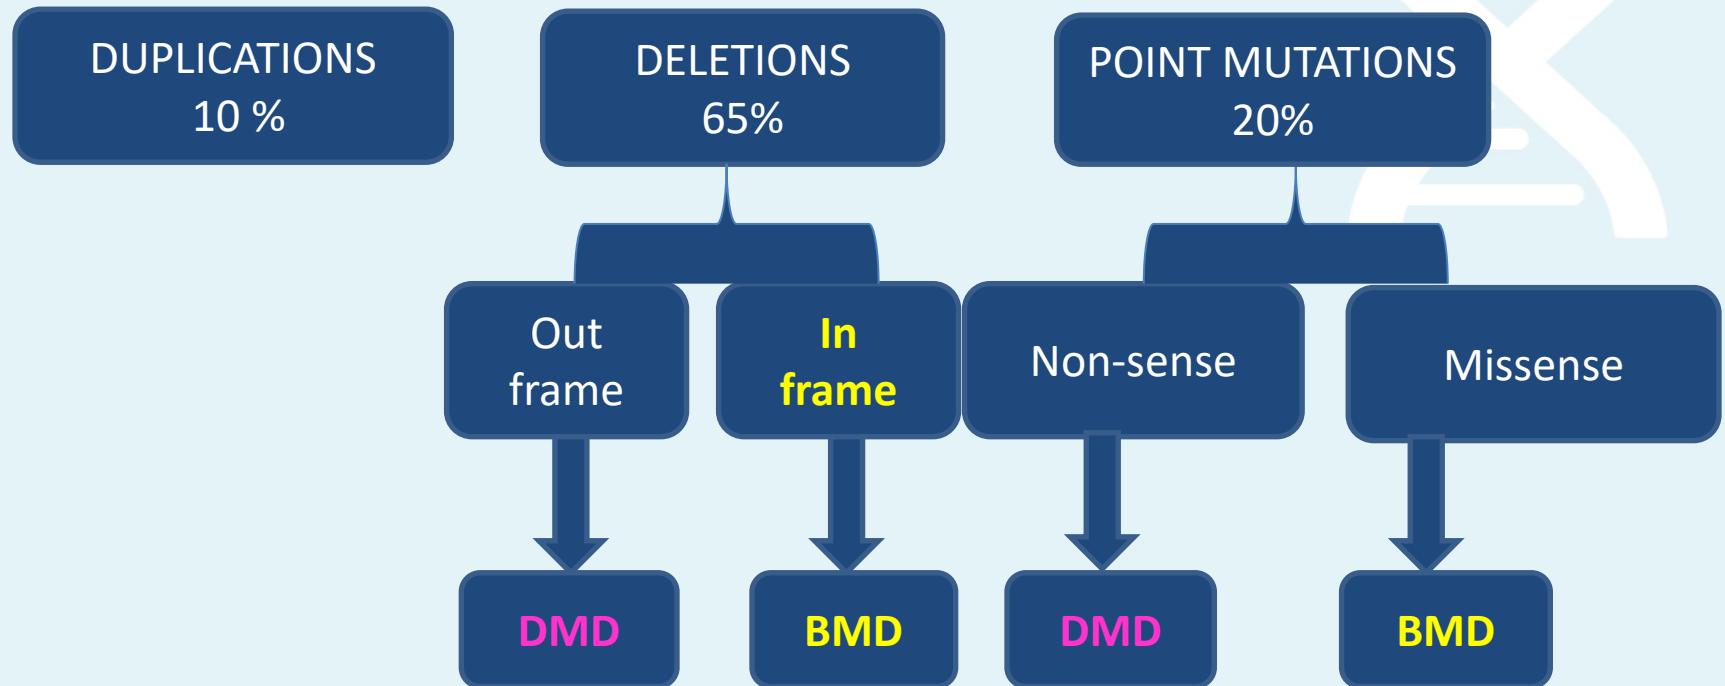 DUPLICATIONS
10 %
DELETIONS
65%
POINT MUTATIONS
20%
Out
frame
In
frame
Non-sense
Missense
DMD
BMD
DMD
BMD